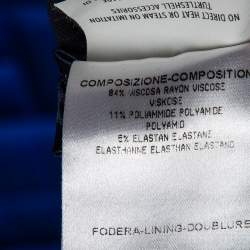 NO DIRECT HEAT OR STEAM ON IMITATION
TURTLESHELL ACCESSORIES
COMPOSIZIONE-COMPOSITION
84% VISCOSA RAYON VISCOSE
VISKOSE
11% POLIAMMIDE POLYAMIDE
POLYAMID
5% ELASTAN ELASTANE
ELASTHANNE ELASTHAN ELASTANE
FODERA-LINING-DOUBLURE